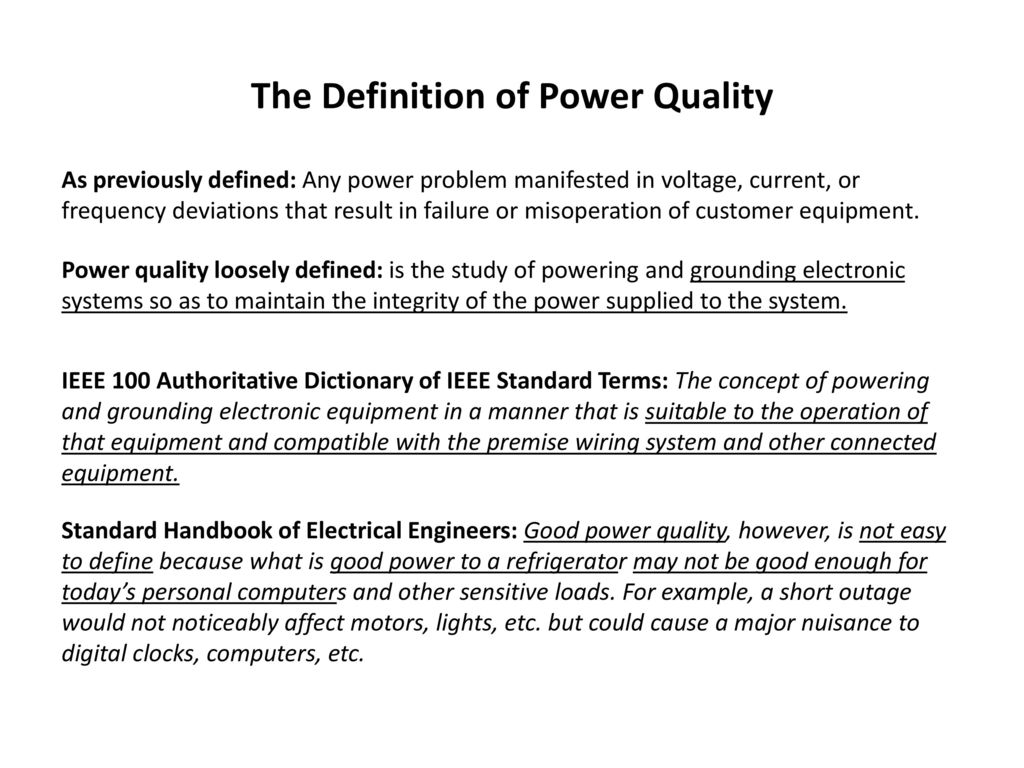 The Definition of Power Quality
As previously defined: Any power problem manifested in voltage, current, or
frequency deviations that result in failure or misoperation of customer equipment.
Power quality loosely defined: is the study of powering and grounding electronic
systems so as to maintain the integrity of the power supplied to the system.
IEEE 100 Authoritative Dictionary of IEEE Standard Terms: The concept of powering
and grounding electronic equipment in a manner that is suitable to the operation of
that equipment and compatible with the premise wiring system and other connected
equipment.
Standard Handbook of Electrical Engineers: Good power quality, however, is not easy
to define because what is good power to a refrigerator may not be good enough for
today’s personal computers and other sensitive loads. For example, a short outage
would not noticeably affect motors, lights, etc. but could cause a major nuisance to
digital clocks, computers, etc.